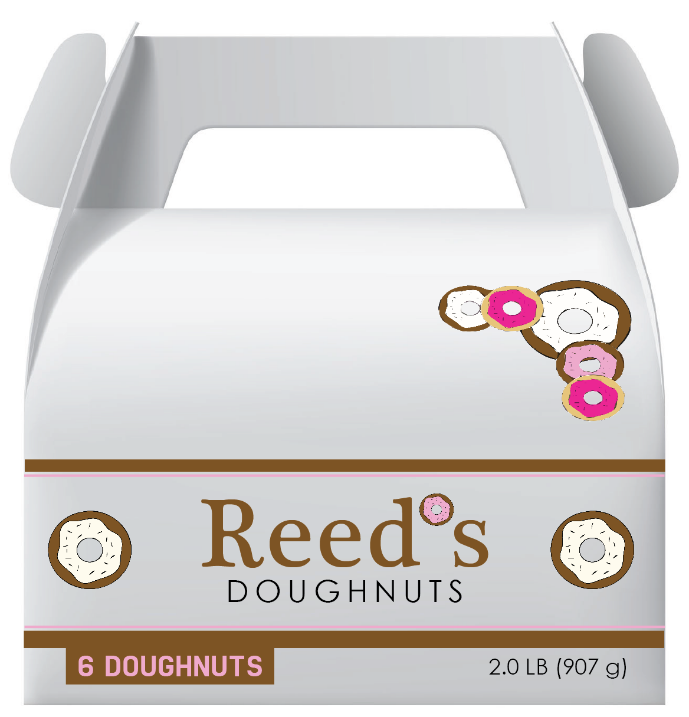 Reed's
DOUGHNUTS
6 DOUGHNUTS
2.0 LB (907 g)